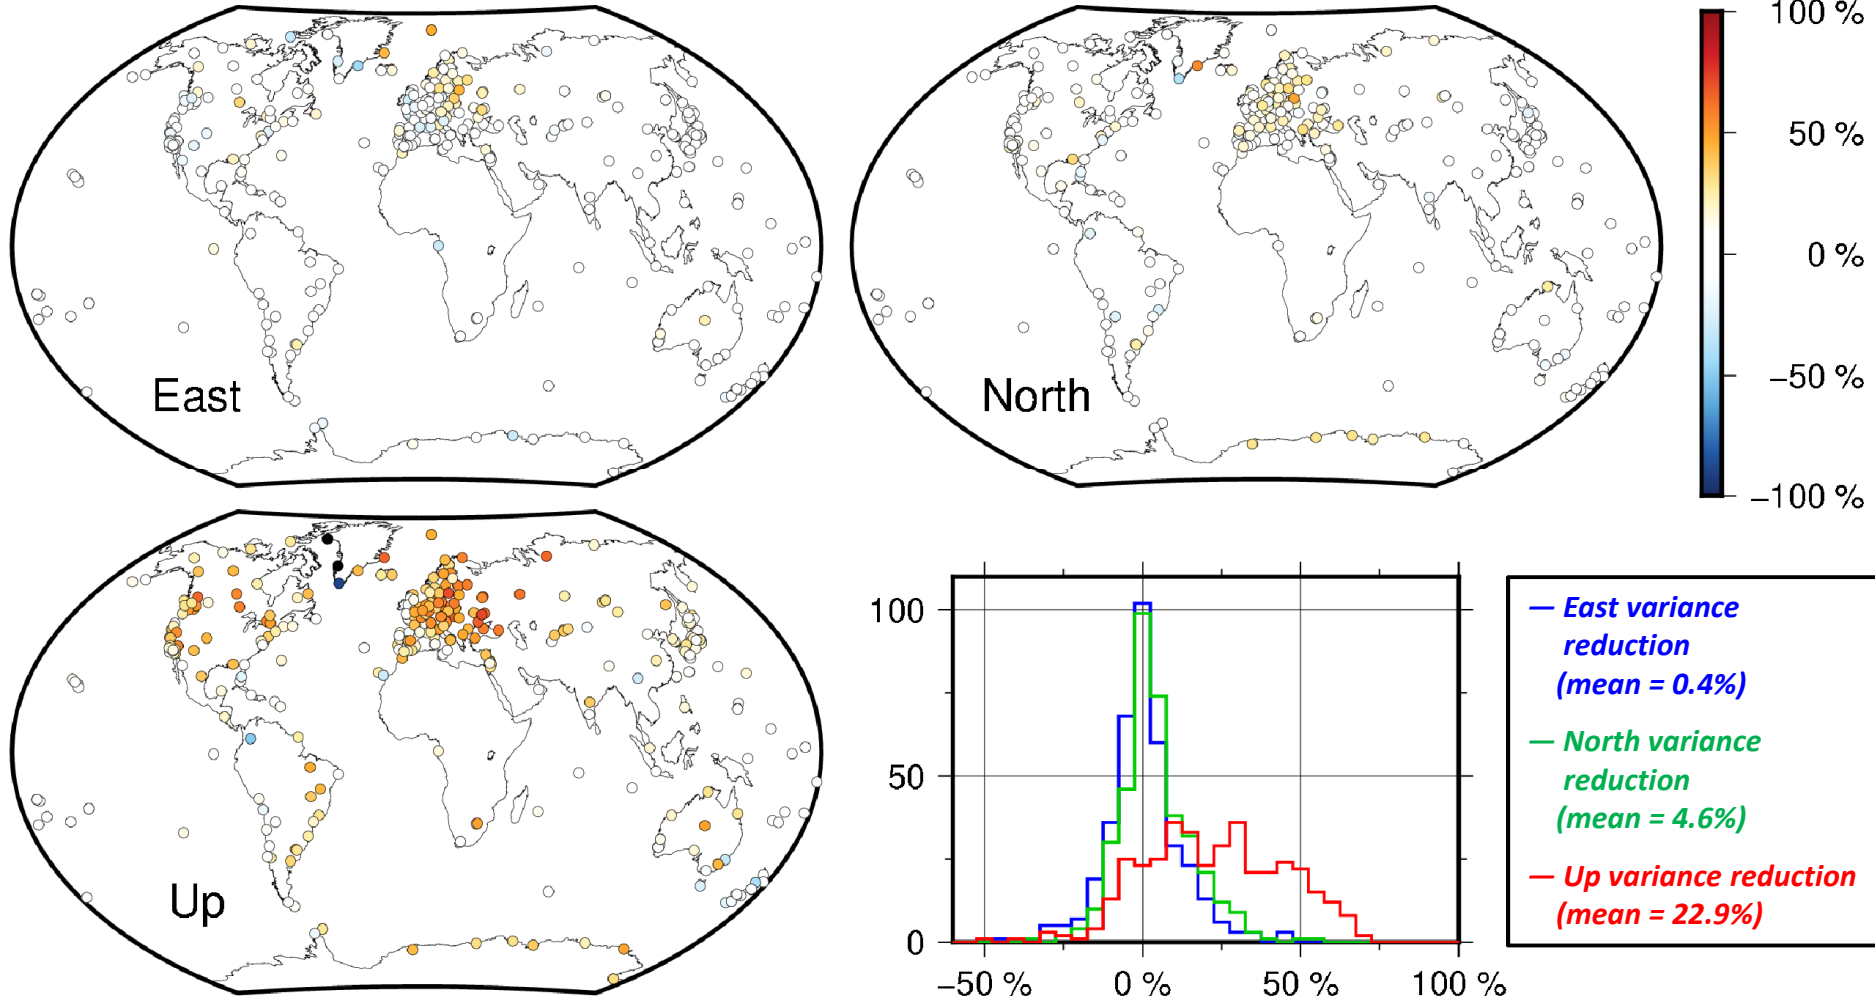 100 %
50 %
0 %
−50 %
−100 %
East
North
Up
100
50
0
−50 %
0 %
50 %
100 %
— East variance
reduction
(mean = 0.4%)
— North variance
reduction
(mean = 4.6%)
— Up variance reduction
(mean = 22.9%)